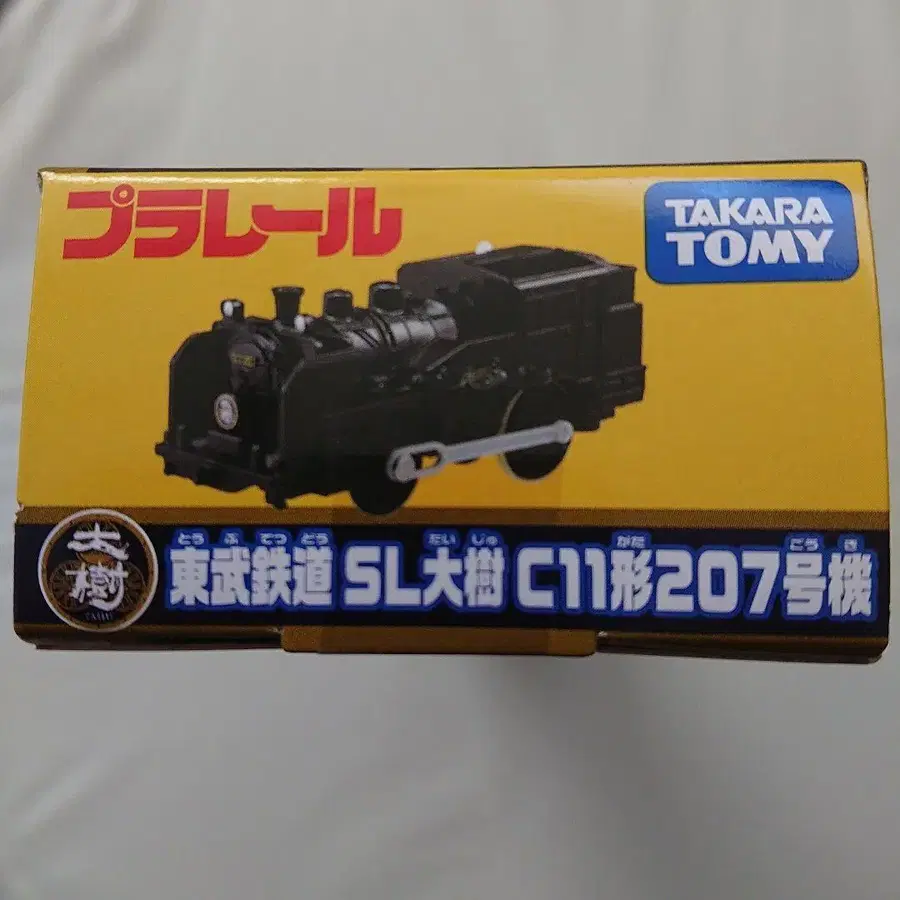 プラレール
TAKARA
TOMY
大樹
TAIJU
とうぶてつどう たいじゅ がた ごうき
東武鉄道 SL大樹 C11形207号機